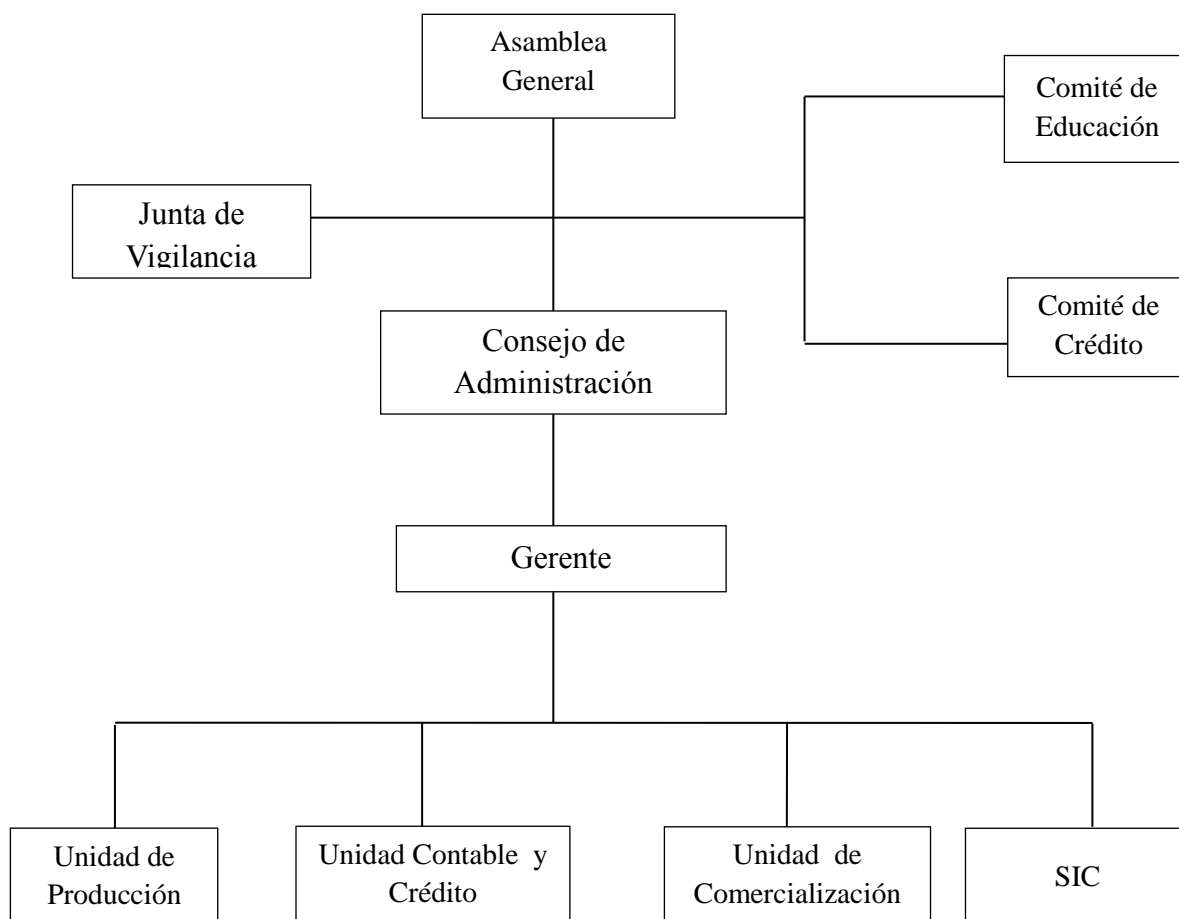 Asamblea
General
Comité de
Educación
Junta de
Vigilancia
Comité de
Crédito
Consejo de
Administración
Gerente
Unidad de
Producción
Unidad Contable y
Crédito
Unidad de
Comercialización
SIC